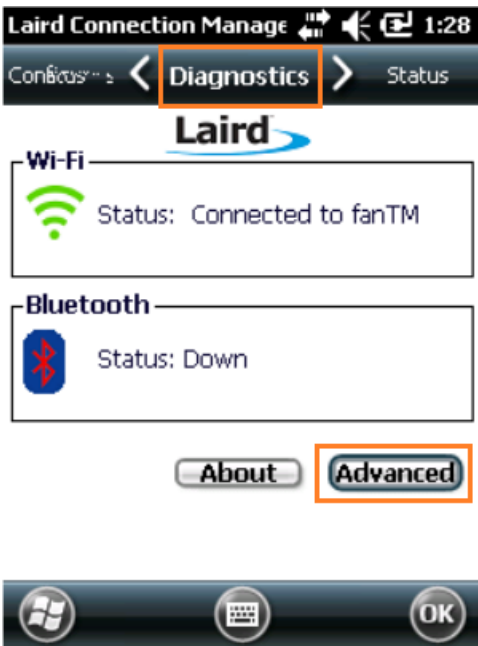 Laird Connection Manage 1:28
Diagnostics Status
Laird
Wi-Fi
Status: Connected to fanTM
Bluetooth
Status: Down
About Advanced
OK